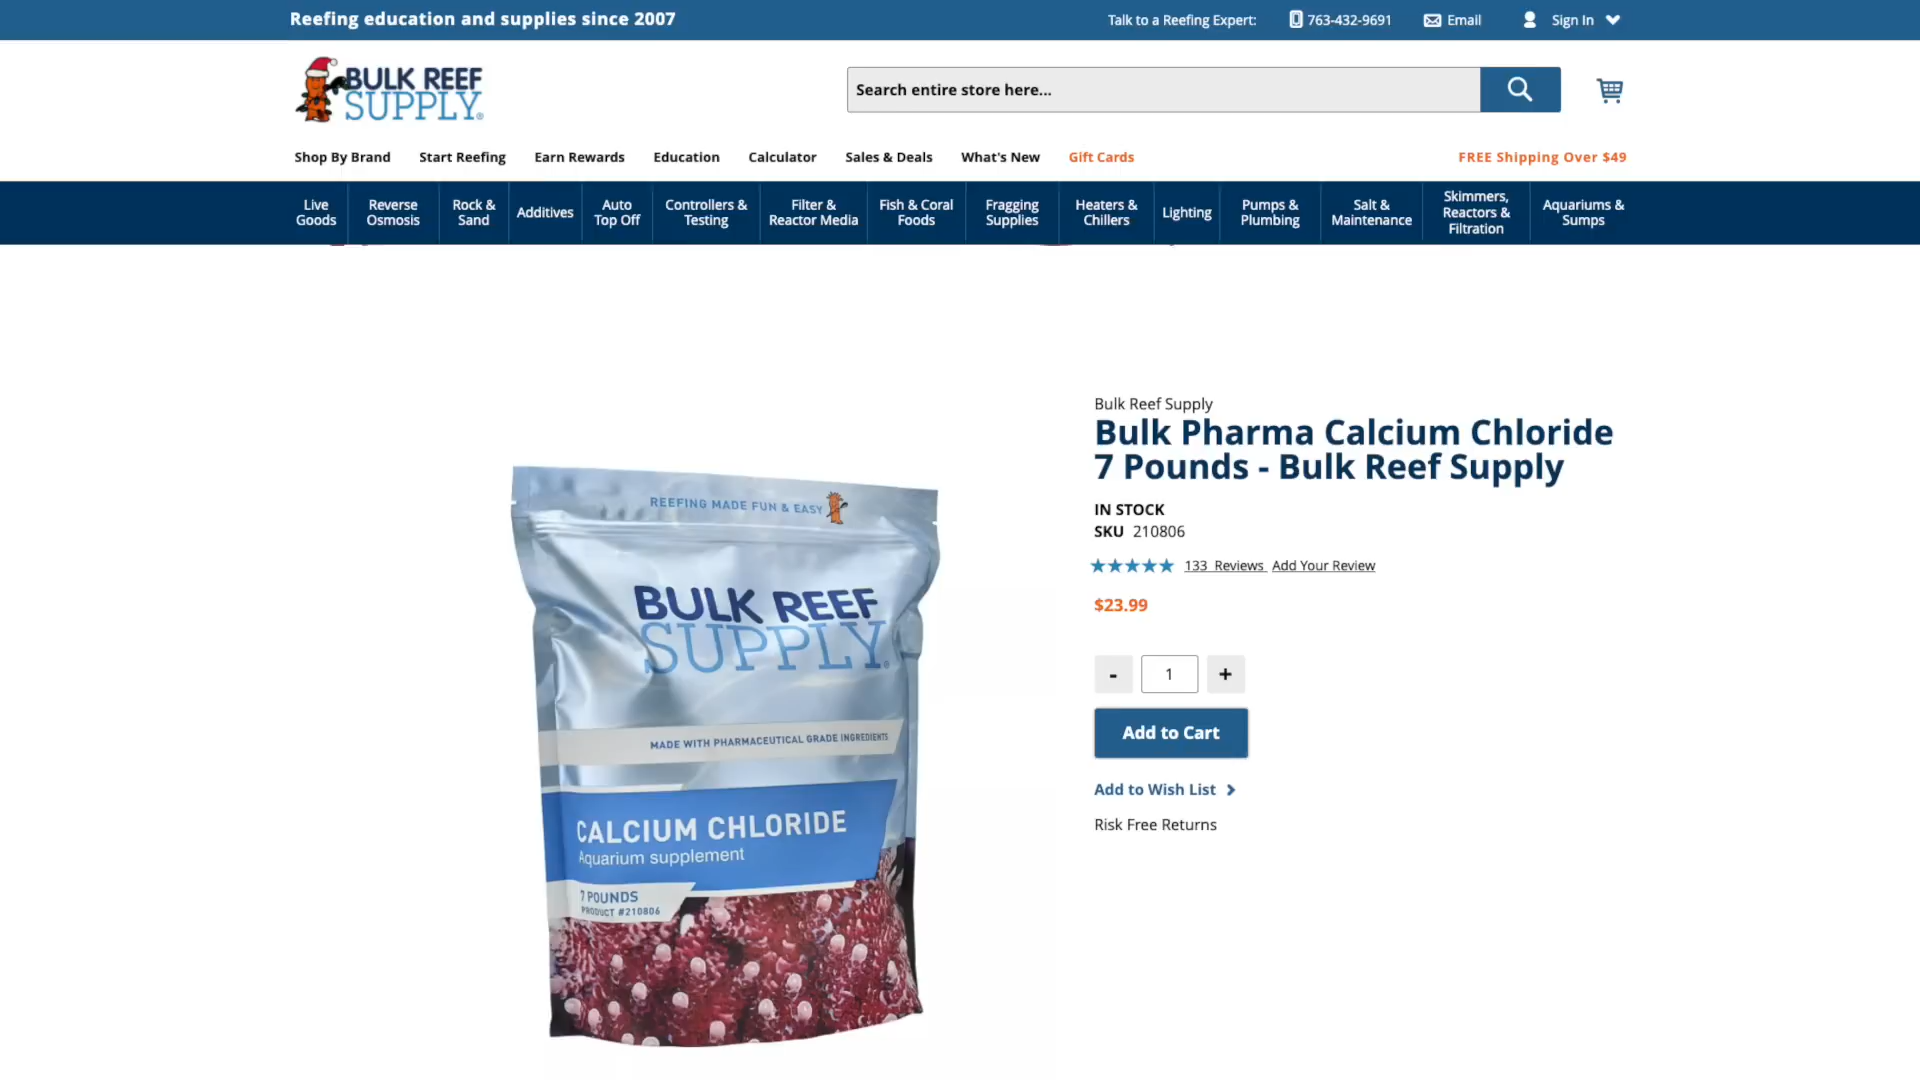 Reefing education and supplies since 2007
Talk to a Reefing Expert: 763-432-9691 Email Sign In
BULK REEF
SUPPLY®
Search entire store here...
Shop By Brand Start Reefing Earn Rewards Education Calculator Sales & Deals What's New Gift Cards FREE Shipping Over $49
Live Goods
Reverse Osmosis
Rock & Sand
Additives
Auto Top Off
Controllers & Testing
Filter & Reactor Media
Fish & Coral Foods
Fragging Supplies
Heaters & Chillers
Lighting
Pumps & Plumbing
Salt & Maintenance
Skimmers, Reactors & Filtration
Aquariums & Sumps
Bulk Reef Supply
Bulk Pharma Calcium Chloride
7 Pounds - Bulk Reef Supply
IN STOCK
SKU 210806
133 Reviews Add Your Review
$23.99
- 1 +
Add to Cart
Add to Wish List
Risk Free Returns
REEFING MADE FUN & EASY
BULK REEF
SUPPLY®
MADE WITH PHARMACEUTICAL GRADE INGREDIENTS
CALCIUM CHLORIDE
Aquarium supplement
7 POUNDS
PRODUCT #210806